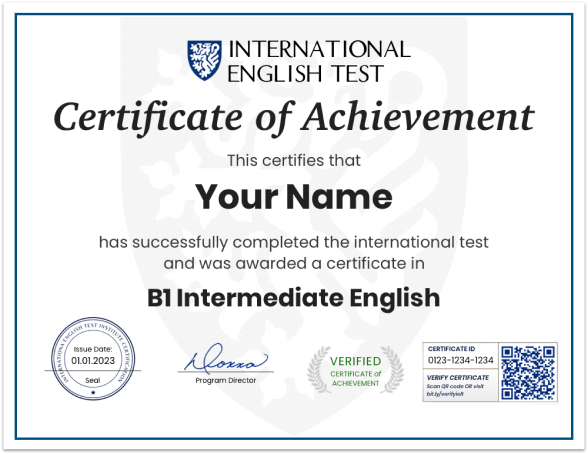 INTERNATIONAL
ENGLISH TEST
Certificate of Achievement
This certifies that
Your Name
has successfully completed the international test
and was awarded a certificate in
B1 Intermediate English
INTERNATIONAL ENGLISH TEST INSTITUTE CERTIFICATION
Issue Date:
01.01.2023
Seal
Program Director
VERIFIED
CERTIFICATE of
ACHIEVEMENT
CERTIFICATE ID
0123-1234-1234
VERIFY CERTIFICATE
Scan QR code OR visit
bit.ly/verifyielt